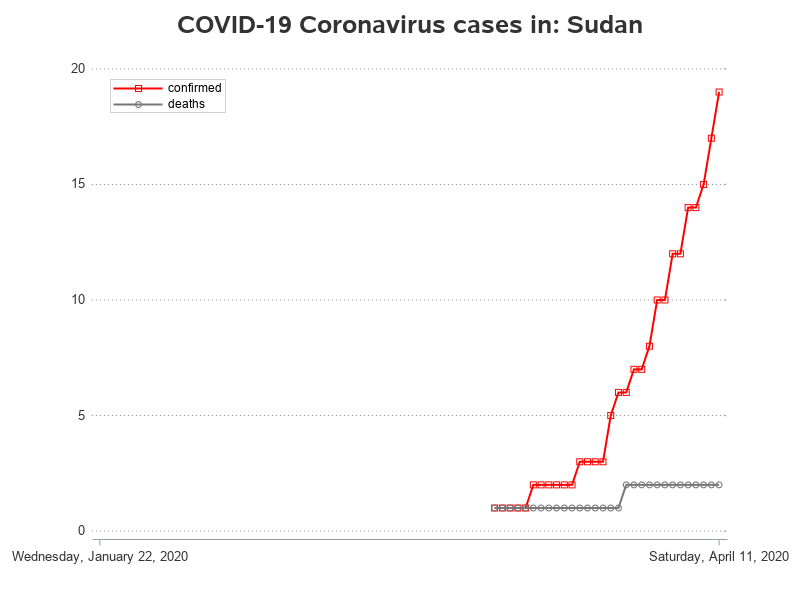 COVID-19 Coronavirus cases in: Sudan
20
confirmed
deaths
15
10
5
0
Wednesday, January 22, 2020
Saturday, April 11, 2020